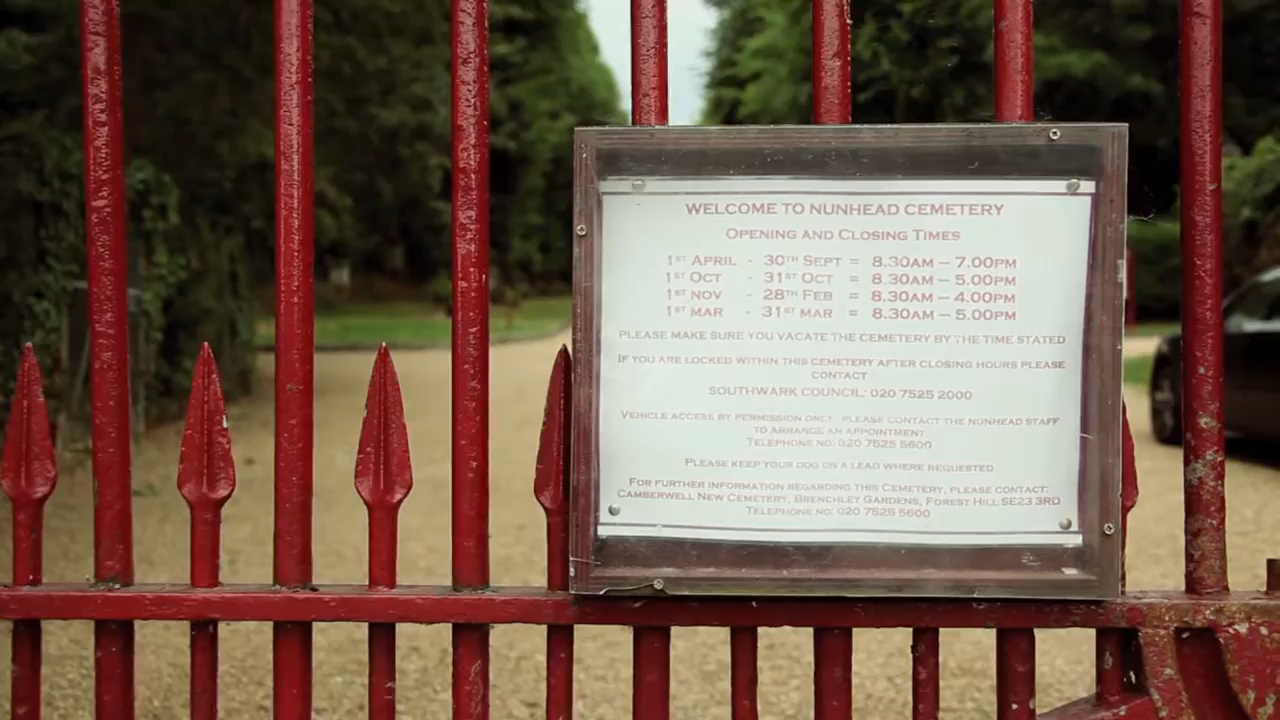 WELCOME TO NUNHEAD CEMETERY
OPENING AND CLOSING TIMES
1ST APRIL - 30TH SEPT = 8.30AM – 7.00PM
1ST OCT - 31ST OCT = 8.30AM – 5.00PM
1ST NOV - 28TH FEB = 8.30AM – 4.00PM
1ST MAR - 31ST MAR = 8.30AM – 5.00PM
PLEASE MAKE SURE YOU VACATE THE CEMETERY BY THE TIME STATED
IF YOU ARE LOCKED WITHIN THIS CEMETERY AFTER CLOSING HOURS PLEASE
CONTACT
SOUTHWARK COUNCIL: 020 7525 2000
VEHICLE ACCESS BY PERMISSION ONLY. PLEASE CONTACT THE NUNHEAD STAFF
TO ARRANGE AN APPOINTMENT
TELEPHONE NO: 020 7525 5600
PLEASE KEEP YOUR DOG ON A LEAD WHERE REQUESTED
FOR FURTHER INFORMATION REGARDING THIS CEMETERY, PLEASE CONTACT:
CAMBERWELL NEW CEMETERY, BRENCHLEY GARDENS, FOREST HILL SE23 3RD
TELEPHONE NO: 020 7525 5600